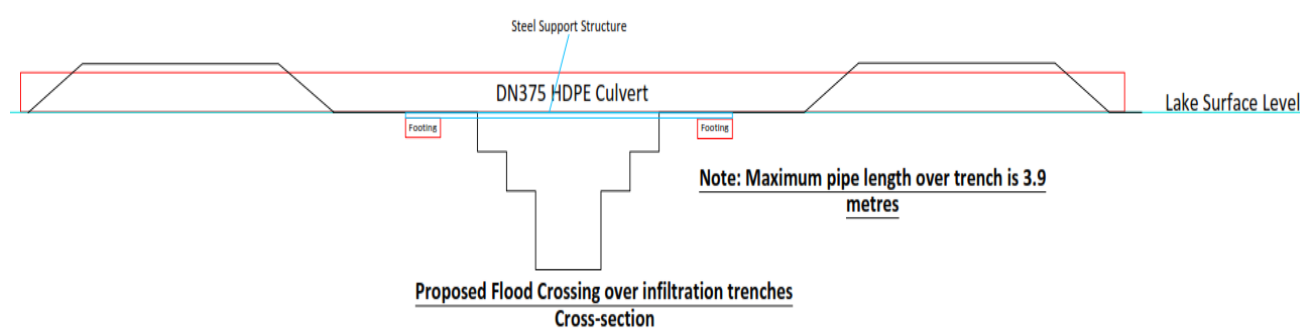 Steel Support Structure
DN375 HDPE Culvert
Lake Surface Level
Footing
Footing
Note: Maximum pipe length over trench is 3.9
metres
Proposed Flood Crossing over infiltration trenches
Cross-section